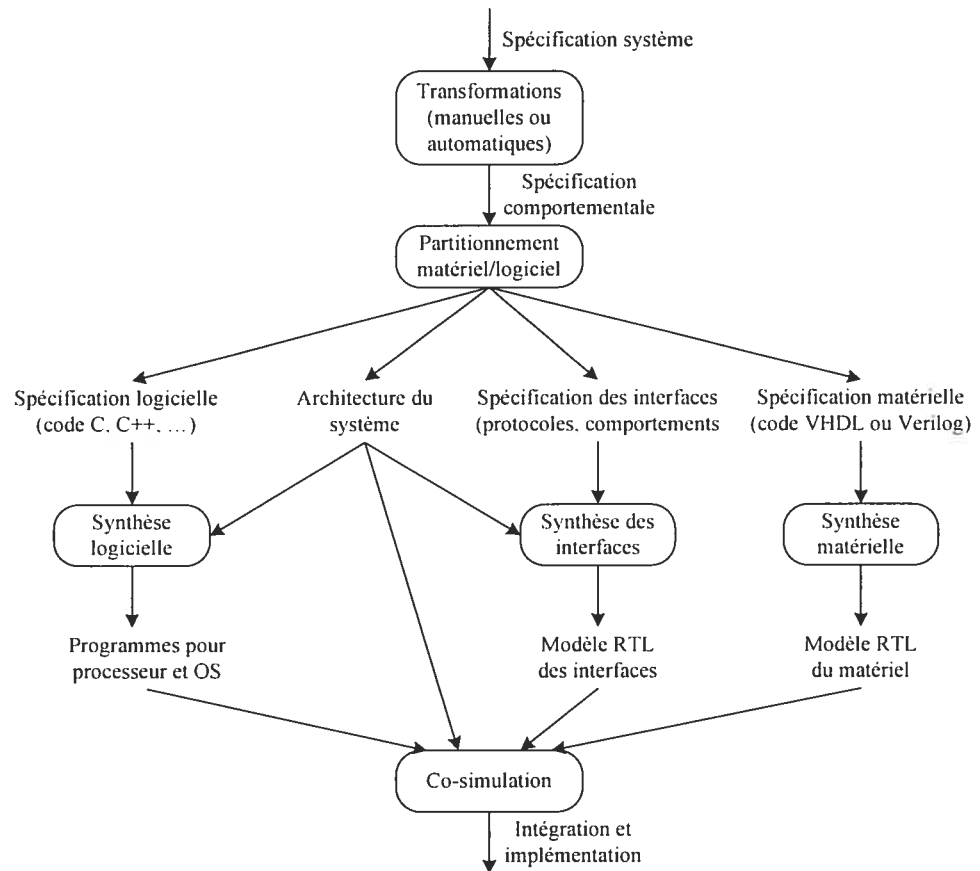 Spécification système
Transformations
(manuelles ou
automatiques)
Spécification
comportementale
Partitionnement
matériel/logiciel
Spécification logicielle
(code C, C++, ...)
Architecture du
système
Spécification des interfaces
(protocoles, comportements
Spécification matérielle
(code VHDL ou Verilog)
Synthèse
logicielle
Synthèse des
interfaces
Synthèse
matérielle
Programmes pour
processeur et OS
Modèle RTL
des interfaces
Modèle RTL
du matériel
Co-simulation
Intégration et
implémentation